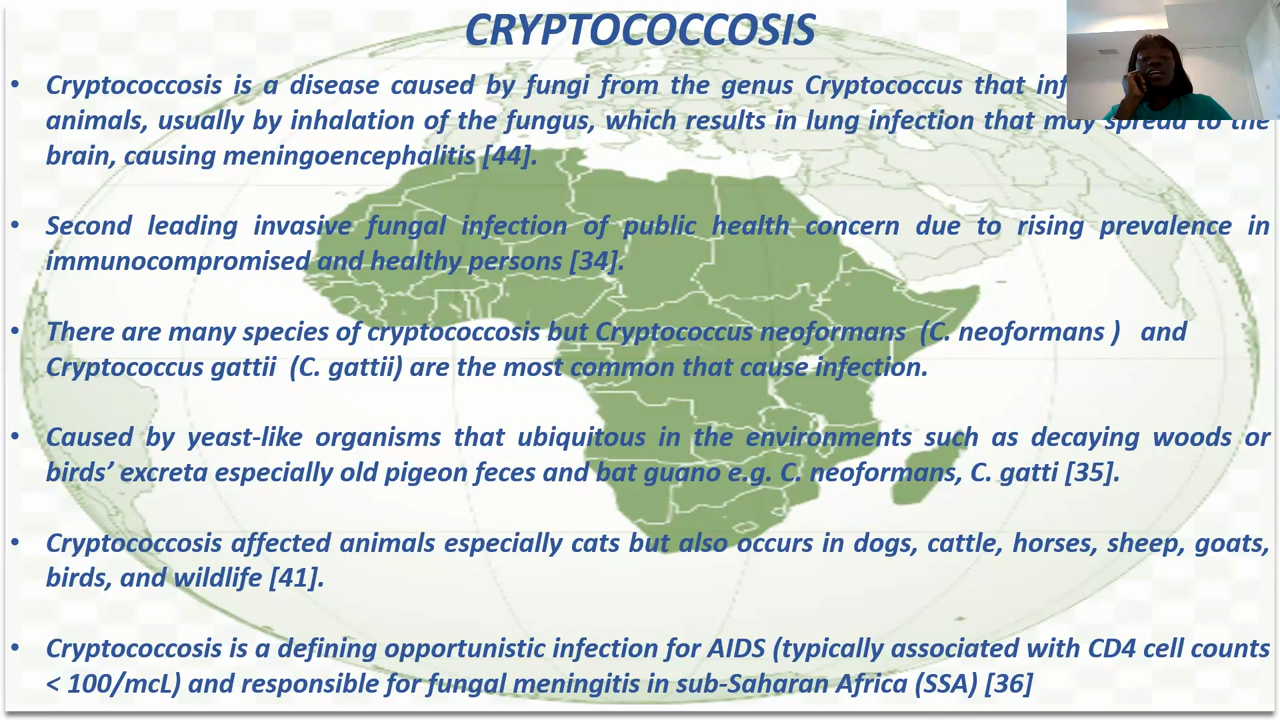 CRYPTOCOCCOSIS
• Cryptococcosis is a disease caused by fungi from the genus Cryptococcus that
animals, usually by inhalation of the fungus, which results in lung infection that may spread to the
brain, causing meningoencephalitis [44].
• Second leading invasive fungal infection of public health concern due to rising prevalence in
immunocompromised and healthy persons [34].
• There are many species of cryptococcosis but Cryptococcus neoformans (C. neoformans ) and
Cryptococcus gattii (C. gattii) are the most common that cause infection.
• Caused by yeast-like organisms that ubiquitous in the environments such as decaying woods or
birds’ excreta especially old pigeon feces and bat guano e.g. C. neoformans, C. gatti [35].
• Cryptococcosis affected animals especially cats but also occurs in dogs, cattle, horses, sheep, goats,
birds, and wildlife [41].
• Cryptococcosis is a defining opportunistic infection for AIDS (typically associated with CD4 cell counts
< 100/mcL) and responsible for fungal meningitis in sub-Saharan Africa (SSA) [36]